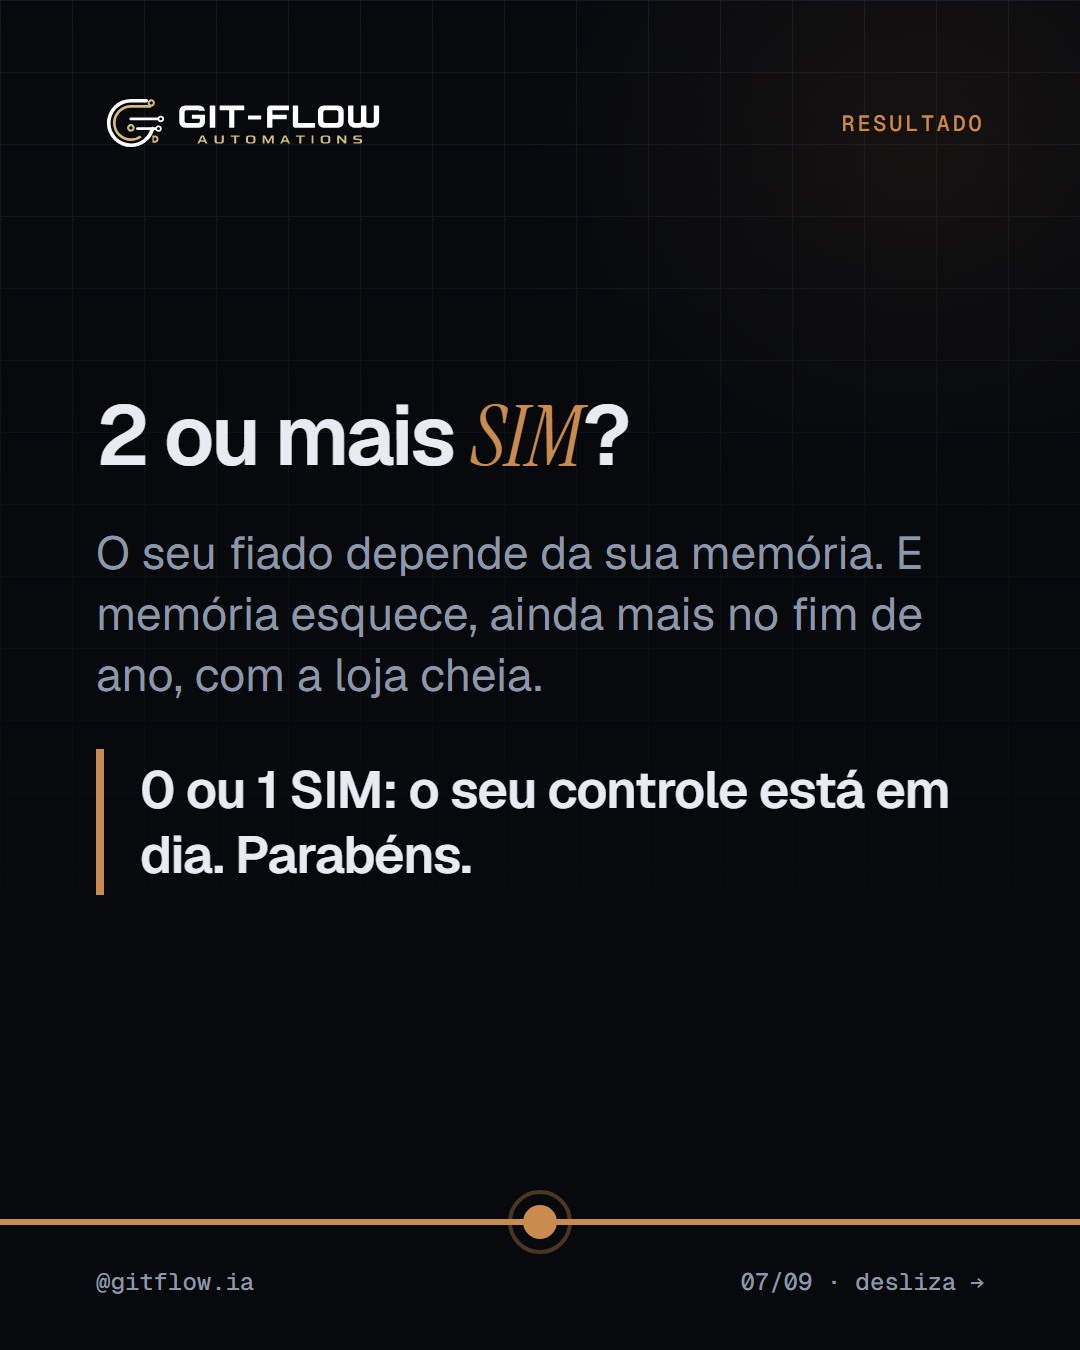 GIT-FLOW
AUTOMATIONS
RESULTADO
2 ou mais SIM?
O seu fiado depende da sua memória. E
memória esquece, ainda mais no fim de
ano, com a loja cheia.
0 ou 1 SIM: o seu controle está em
dia. Parabéns.
@gitflow.ia
07/09 · desliza →